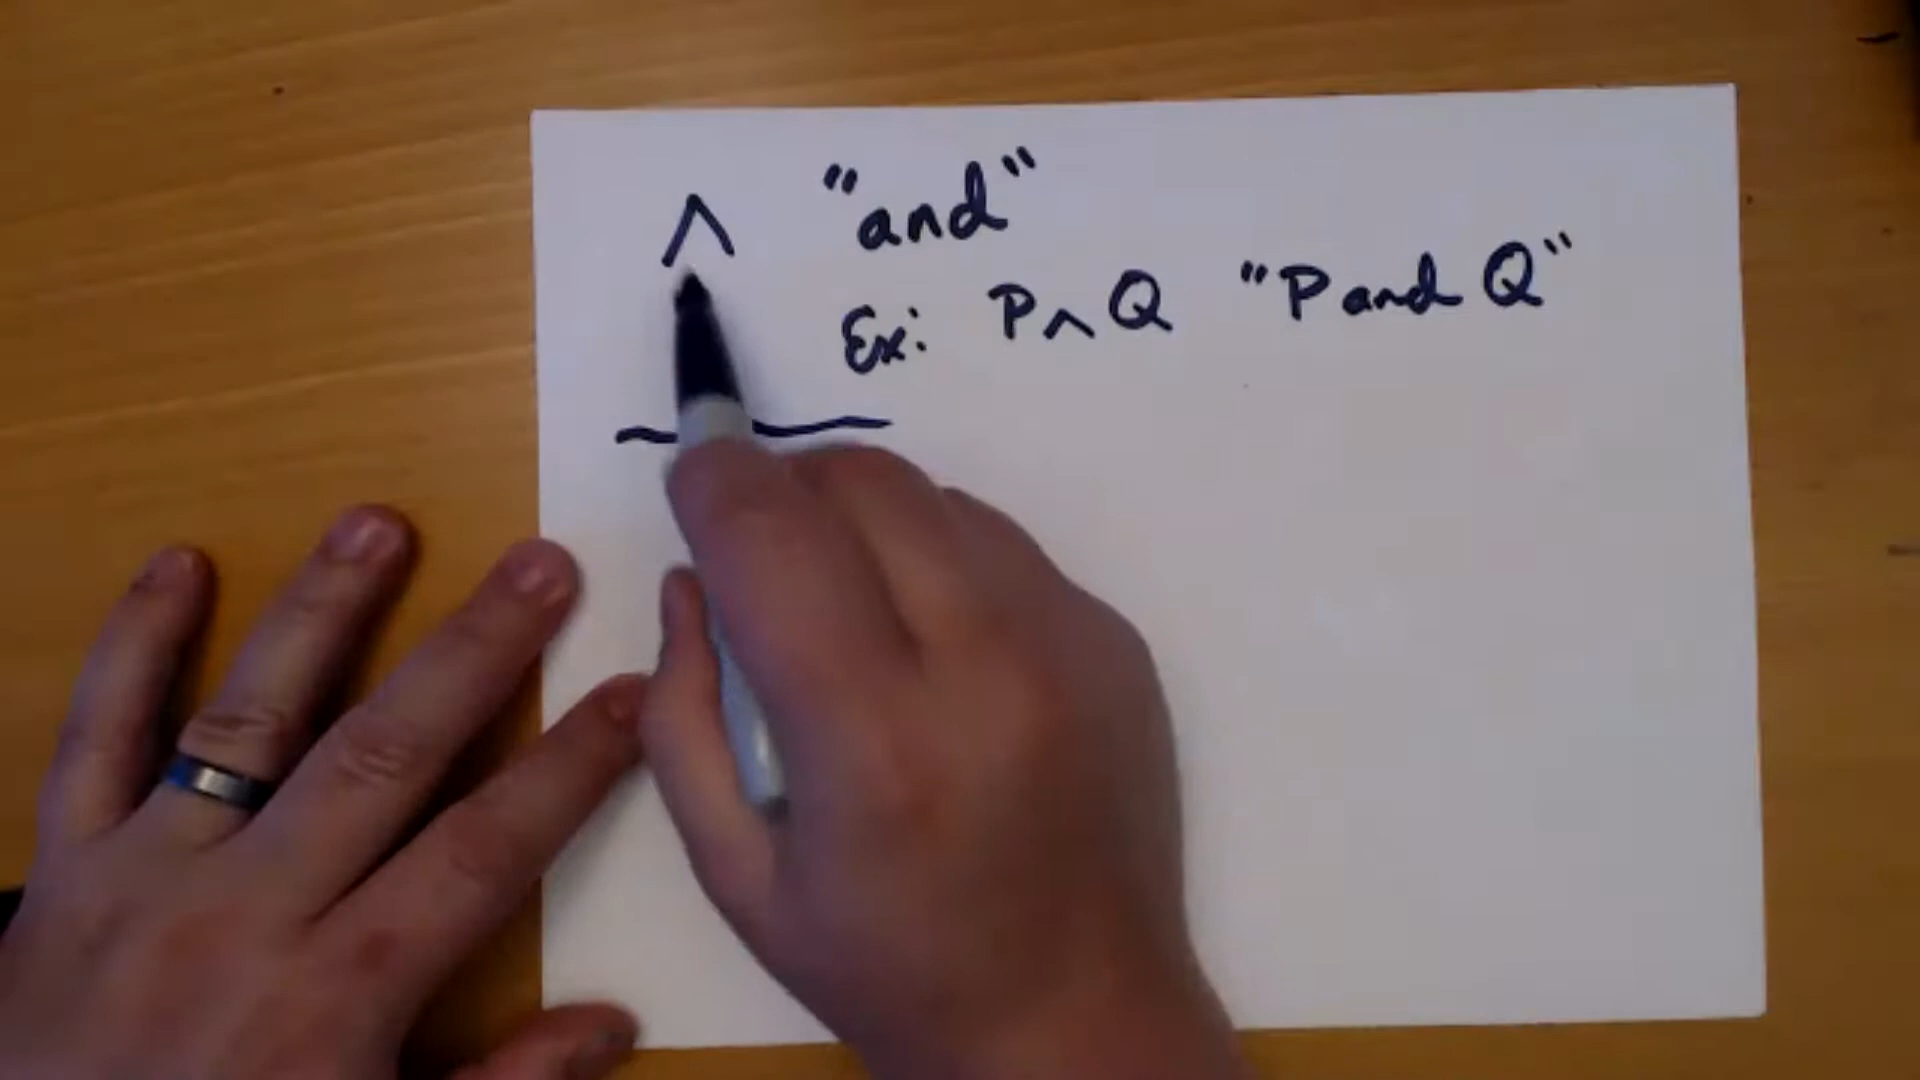 ∧ "and"
Ex: P∧Q "P and Q"